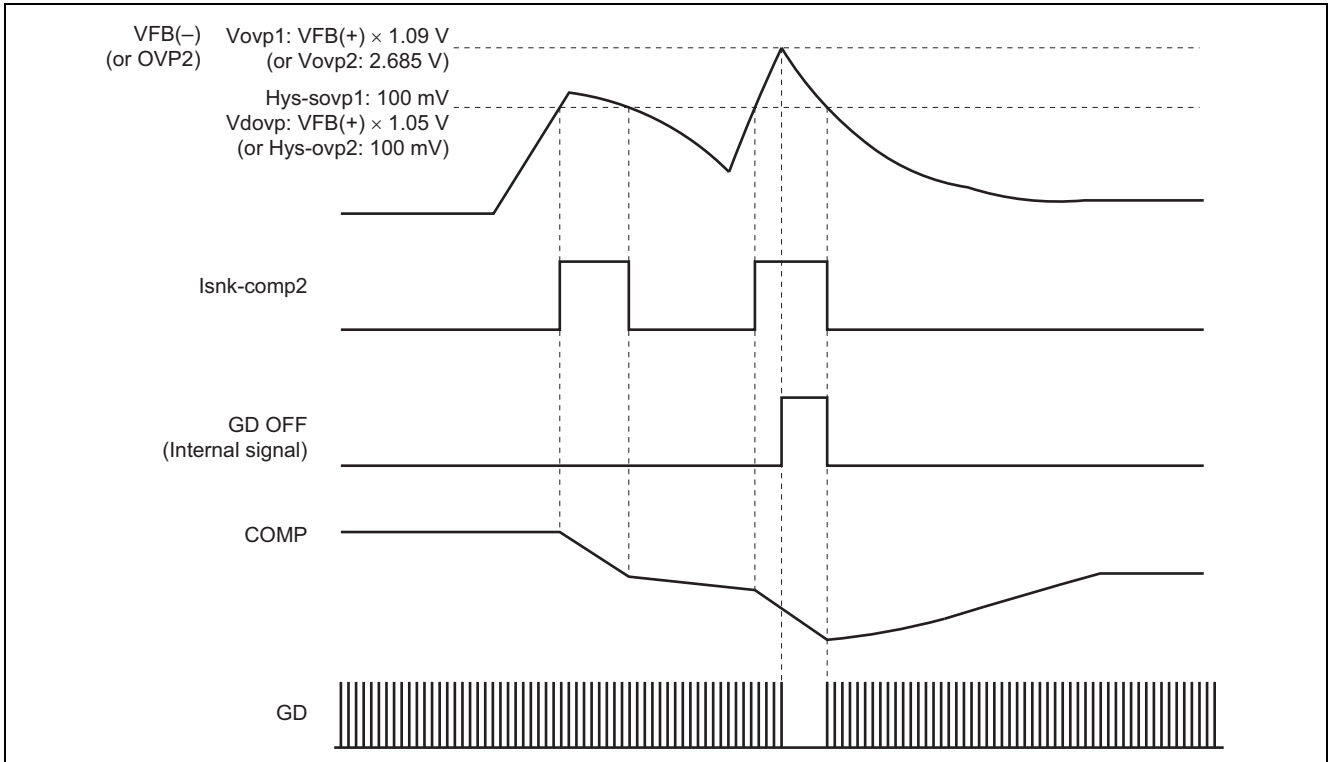 VFB(–)
(or OVP2)
Vovp1: VFB(+) × 1.09 V
(or Vovp2: 2.685 V)
Hys-sovp1: 100 mV
Vdovp: VFB(+) × 1.05 V
(or Hys-ovp2: 100 mV)
Isnk-comp2
GD OFF
(Internal signal)
COMP
GD